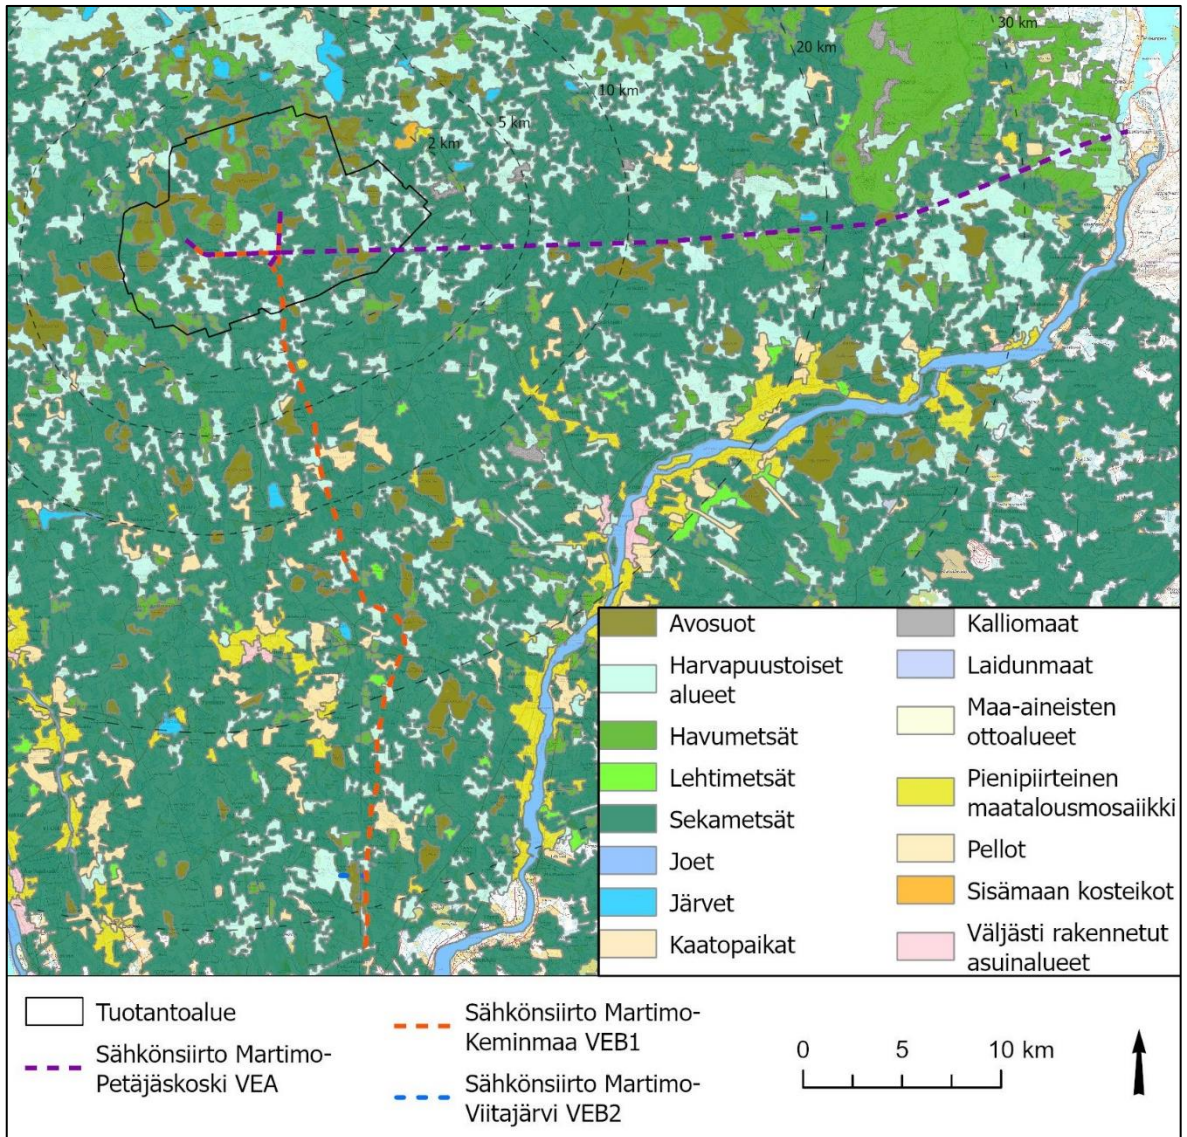 30 km
20 km
10 km
5 km
2 km
Avosuot
Harvapuustoiset
alueet
Havumetsät
Lehtimetsät
Sekametsät
Joet
Järvet
Kaatopaikat
Kalliomaat
Laidunmaat
Maa-aineisten
ottoalueet
Pienipiirteinen
maatalousmosaiikki
Pellot
Sisämaan kosteikot
Väljästi rakennetut
asuinalueet
Tuotantoalue
Sähkönsiirto Martimo-
Petäjäskoski VEA
Sähkönsiirto Martimo-
Keminmaa VEB1
Sähkönsiirto Martimo-
Viitajärvi VEB2
0 5 10 km